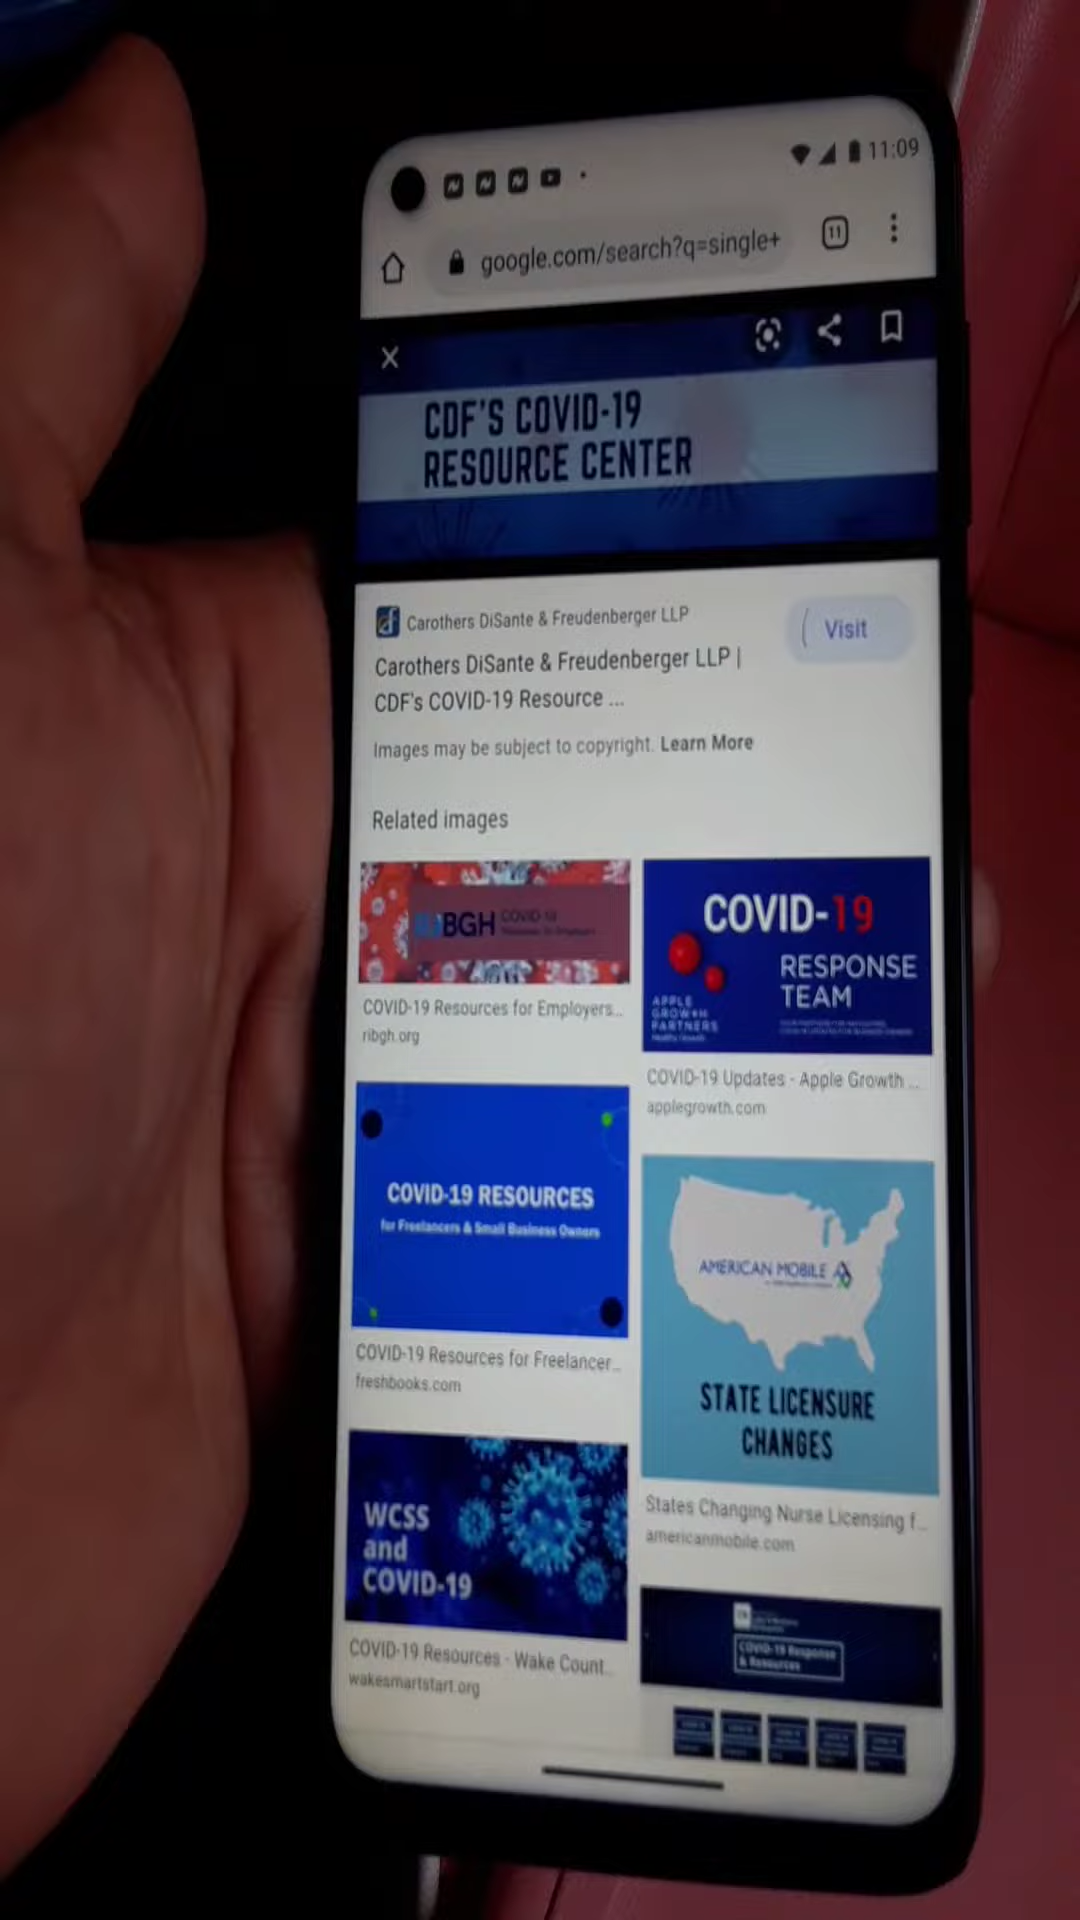 11:09
google.com/search?q=single+
11
CDF'S COVID-19
RESOURCE CENTER
Carothers DiSante & Freudenberger LLP
Visit
Carothers DiSante & Freudenberger LLP |
CDF's COVID-19 Resource ...
Images may be subject to copyright. Learn More
Related images
BGH COVID-19
COVID-19 Resources for Employers...
ribgh.org
COVID-19
RESPONSE
TEAM
APPLE
GROWTH
PARTNERS
COVID-19 Updates - Apple Growth ...
applegrowth.com
COVID-19 RESOURCES
for Freelancers & Small Business Owners
COVID-19 Resources for Freelancer...
freshbooks.com
AMERICAN MOBILE
STATE LICENSURE
CHANGES
States Changing Nurse Licensing f...
americanmobile.com
WCSS
and
COVID-19
COVID-19 Resources - Wake Count...
wakesmartstart.org
COVID-19 Response
& Resources